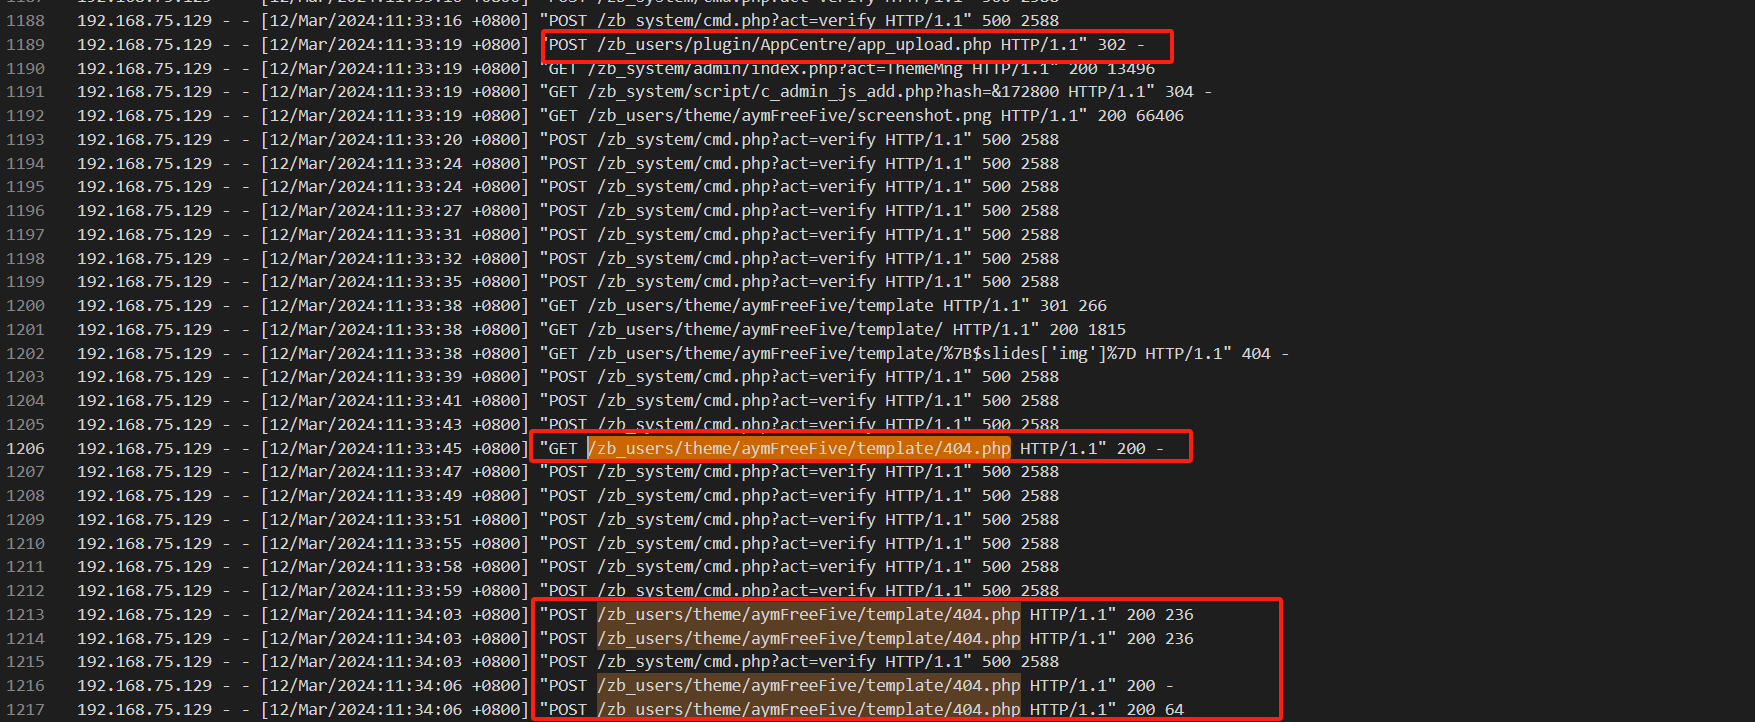 1187 192.168.75.129 - - [12/Mar/2024:11:33:16 +0800] "POST /zb_system/cmd.php?act=verify HTTP/1.1" 500 2588
1188 192.168.75.129 - - [12/Mar/2024:11:33:16 +0800] "POST /zb_system/cmd.php?act=verify HTTP/1.1" 500 2588
1189 192.168.75.129 - - [12/Mar/2024:11:33:19 +0800] "POST /zb_users/plugin/AppCentre/app_upload.php HTTP/1.1" 302 -
1190 192.168.75.129 - - [12/Mar/2024:11:33:19 +0800] "GET /zb_system/admin/index.php?act=ThemeMng HTTP/1.1" 200 13496
1191 192.168.75.129 - - [12/Mar/2024:11:33:19 +0800] "GET /zb_system/script/c_admin_js_add.php?hash=&172800 HTTP/1.1" 304 -
1192 192.168.75.129 - - [12/Mar/2024:11:33:19 +0800] "GET /zb_users/theme/aymFreeFive/screenshot.png HTTP/1.1" 200 66406
1193 192.168.75.129 - - [12/Mar/2024:11:33:20 +0800] "POST /zb_system/cmd.php?act=verify HTTP/1.1" 500 2588
1194 192.168.75.129 - - [12/Mar/2024:11:33:24 +0800] "POST /zb_system/cmd.php?act=verify HTTP/1.1" 500 2588
1195 192.168.75.129 - - [12/Mar/2024:11:33:24 +0800] "POST /zb_system/cmd.php?act=verify HTTP/1.1" 500 2588
1196 192.168.75.129 - - [12/Mar/2024:11:33:27 +0800] "POST /zb_system/cmd.php?act=verify HTTP/1.1" 500 2588
1197 192.168.75.129 - - [12/Mar/2024:11:33:31 +0800] "POST /zb_system/cmd.php?act=verify HTTP/1.1" 500 2588
1198 192.168.75.129 - - [12/Mar/2024:11:33:32 +0800] "POST /zb_system/cmd.php?act=verify HTTP/1.1" 500 2588
1199 192.168.75.129 - - [12/Mar/2024:11:33:35 +0800] "POST /zb_system/cmd.php?act=verify HTTP/1.1" 500 2588
1200 192.168.75.129 - - [12/Mar/2024:11:33:38 +0800] "GET /zb_users/theme/aymFreeFive/template HTTP/1.1" 301 266
1201 192.168.75.129 - - [12/Mar/2024:11:33:38 +0800] "GET /zb_users/theme/aymFreeFive/template/ HTTP/1.1" 200 1815
1202 192.168.75.129 - - [12/Mar/2024:11:33:38 +0800] "GET /zb_users/theme/aymFreeFive/template/%7B$slides['img']%7D HTTP/1.1" 404 -
1203 192.168.75.129 - - [12/Mar/2024:11:33:39 +0800] "POST /zb_system/cmd.php?act=verify HTTP/1.1" 500 2588
1204 192.168.75.129 - - [12/Mar/2024:11:33:41 +0800] "POST /zb_system/cmd.php?act=verify HTTP/1.1" 500 2588
1205 192.168.75.129 - - [12/Mar/2024:11:33:43 +0800] "POST /zb_system/cmd.php?act=verify HTTP/1.1" 500 2588
1206 192.168.75.129 - - [12/Mar/2024:11:33:45 +0800] "GET /zb_users/theme/aymFreeFive/template/404.php HTTP/1.1" 200 -
1207 192.168.75.129 - - [12/Mar/2024:11:33:47 +0800] "POST /zb_system/cmd.php?act=verify HTTP/1.1" 500 2588
1208 192.168.75.129 - - [12/Mar/2024:11:33:49 +0800] "POST /zb_system/cmd.php?act=verify HTTP/1.1" 500 2588
1209 192.168.75.129 - - [12/Mar/2024:11:33:51 +0800] "POST /zb_system/cmd.php?act=verify HTTP/1.1" 500 2588
1210 192.168.75.129 - - [12/Mar/2024:11:33:55 +0800] "POST /zb_system/cmd.php?act=verify HTTP/1.1" 500 2588
1211 192.168.75.129 - - [12/Mar/2024:11:33:58 +0800] "POST /zb_system/cmd.php?act=verify HTTP/1.1" 500 2588
1212 192.168.75.129 - - [12/Mar/2024:11:33:59 +0800] "POST /zb_system/cmd.php?act=verify HTTP/1.1" 500 2588
1213 192.168.75.129 - - [12/Mar/2024:11:34:03 +0800] "POST /zb_users/theme/aymFreeFive/template/404.php HTTP/1.1" 200 236
1214 192.168.75.129 - - [12/Mar/2024:11:34:03 +0800] "POST /zb_users/theme/aymFreeFive/template/404.php HTTP/1.1" 200 236
1215 192.168.75.129 - - [12/Mar/2024:11:34:03 +0800] "POST /zb_system/cmd.php?act=verify HTTP/1.1" 500 2588
1216 192.168.75.129 - - [12/Mar/2024:11:34:06 +0800] "POST /zb_users/theme/aymFreeFive/template/404.php HTTP/1.1" 200 -
1217 192.168.75.129 - - [12/Mar/2024:11:34:06 +0800] "POST /zb_users/theme/aymFreeFive/template/404.php HTTP/1.1" 200 64